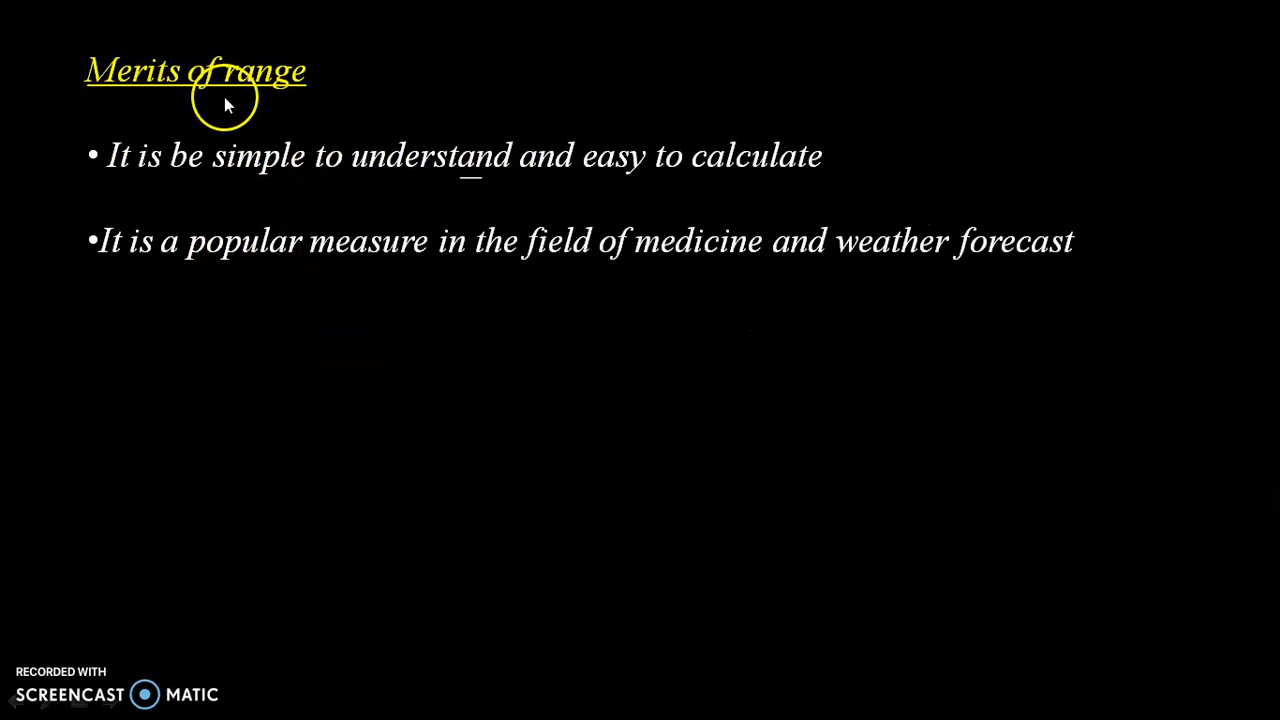 Merits of range
• It is be simple to understand and easy to calculate
•It is a popular measure in the field of medicine and weather forecast
RECORDED WITH
SCREENCAST MATIC